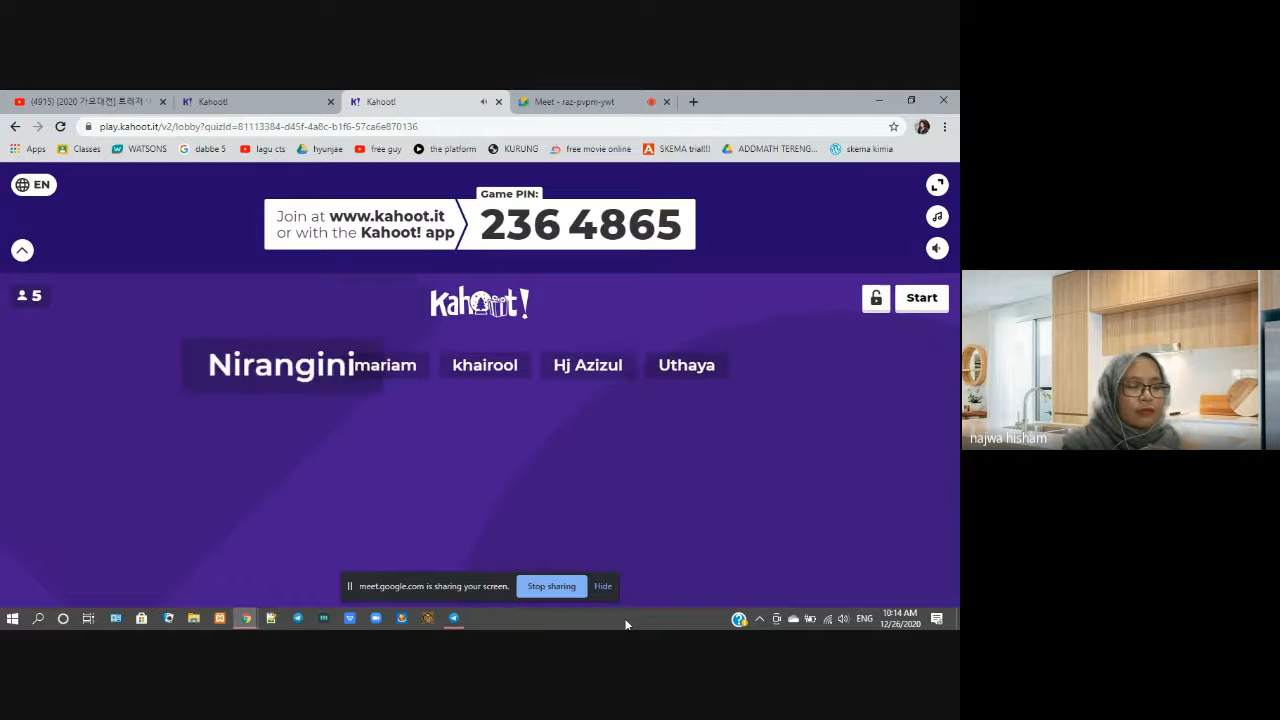 (4915) [2020 가요대전] 트레저
Kahoot!
Kahoot!
Meet - raz-pvpm-ywt
play.kahoot.it/v2/lobby?quizId=81113384-d45f-4a8c-b1f6-57ca6e870136
Apps
Classes
WATSONS
dabbe 5
lagu cts
hyunjae
free guy
the platform
KURUNG
free movie online
SKEMA trial!!!
ADDMATH TERENG...
skema kimia
EN
Join at www.kahoot.it
or with the Kahoot! app
Game PIN:
236 4865
5
Kahoot!
Start
Nirangini
mariam
khairool
Hj Azizul
Uthaya
najwa hisham
meet.google.com is sharing your screen.
Stop sharing
Hide
ENG
10:14 AM
12/26/2020